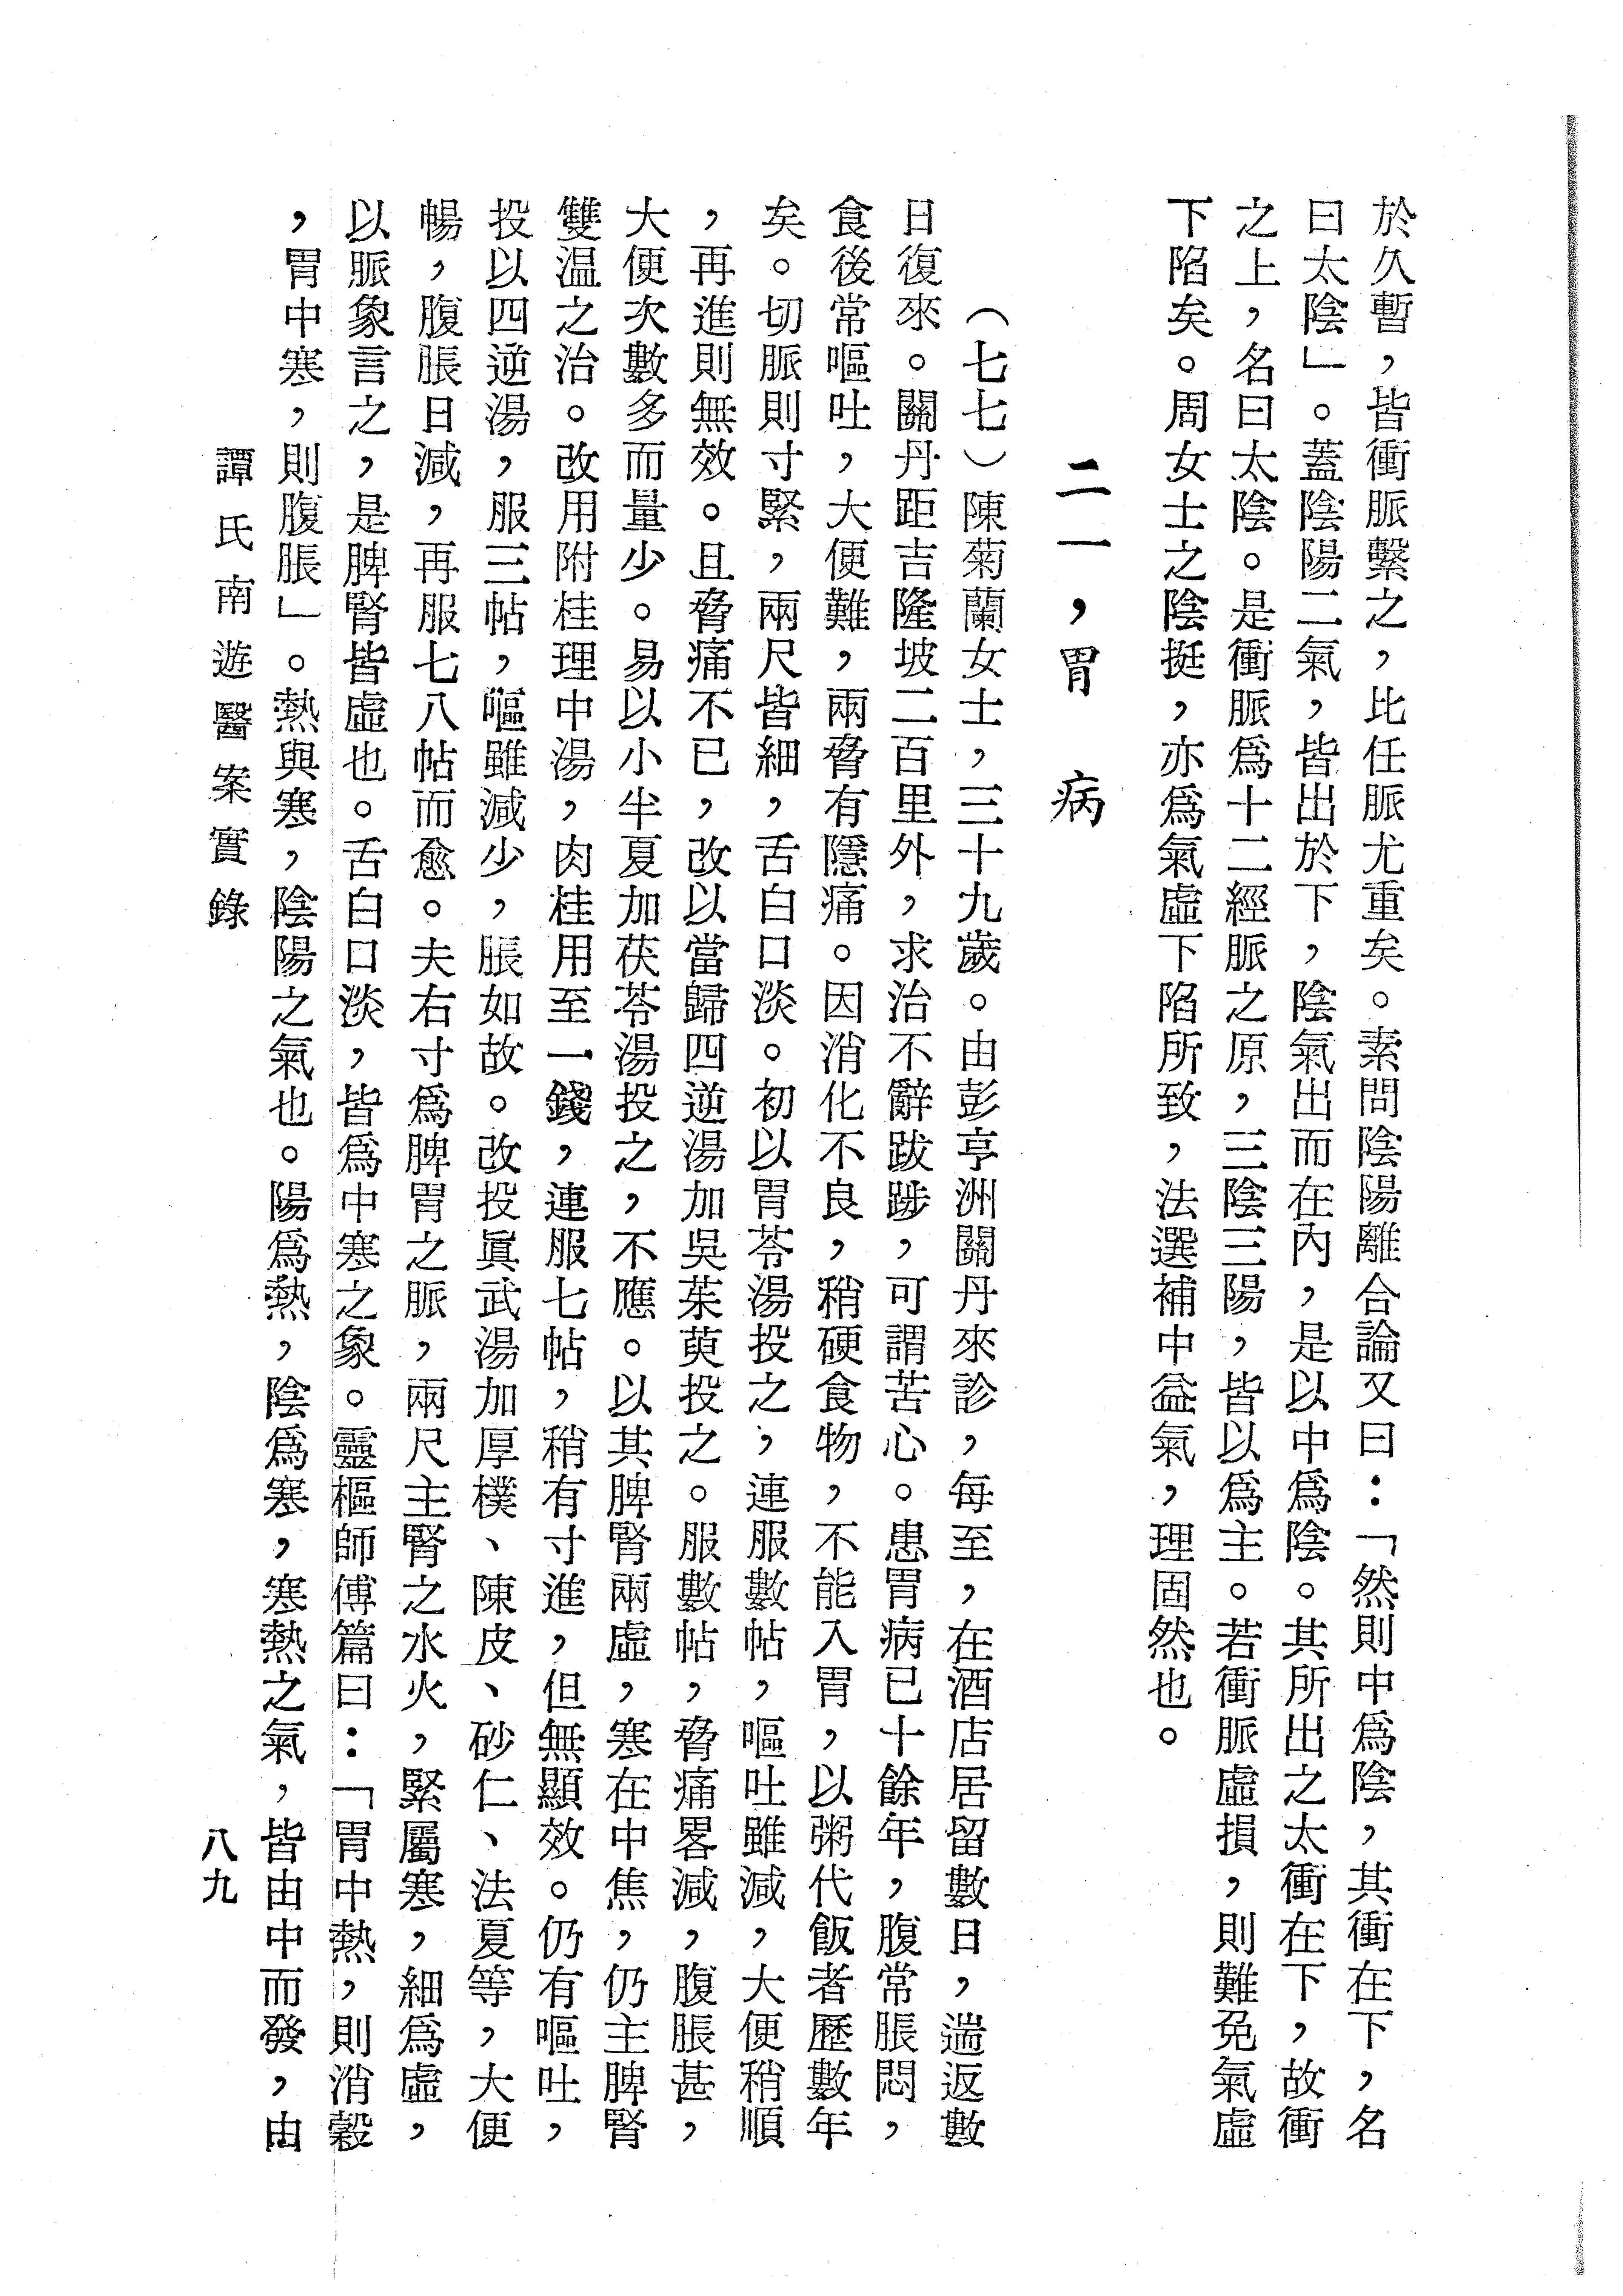 於久暫，皆衝脈繫之，比任脈尤重矣。素問陰陽離合論又曰：「然則中爲陰，其衝在下，名
曰太陰」。蓋陰陽二氣，皆出於下，陰氣出而在內，是以中爲陰。其所出之太衝在下，故衝
之上，名曰太陰。是衝脈爲十二經脈之原，三陰三陽，皆以爲主。若衝脈虛損，則難免氣虛
下陷矣。周女士之陰挺，亦爲氣虛下陷所致，法選補中益氣，理固然也。
二一，胃　病
（七七）陳菊蘭女士，三十九歲。由彭亨洲關丹來診，每至，在酒店居留數日，遄返數
日復來。關丹距吉隆坡二百里外，求治不辭跋踄，可謂苦心。患胃病已十餘年，腹常脹悶，
食後常嘔吐，大便難，兩脅有隱痛。因消化不良，稍硬食物，不能入胃，以粥代飯者歷數年
矣。切脈則寸緊，兩尺皆細，舌白口淡。初以胃苓湯投之，連服數帖，嘔吐雖減，大便稍順
，再進則無效。且脅痛不已，改以當歸四逆湯加吳茱萸投之。服數帖，脅痛畧減，腹脹甚，
大便次數多而量少。易以小半夏加茯苓湯投之，不應。以其脾腎兩虛，寒在中焦，仍主脾腎
雙温之治。改用附桂理中湯，肉桂用至一錢，連服七帖，稍有寸進，但無顯效。仍有嘔吐，
投以四逆湯，服三帖，嘔雖減少，脹如故。改投眞武湯加厚樸、陳皮、砂仁、法夏等，大便
暢，腹脹日減，再服七八帖而愈。夫右寸爲脾胃之脈，兩尺主腎之水火，緊屬寒，細爲虛，
以脈象言之，是脾腎皆虛也。舌白口淡，皆爲中寒之象。靈樞師傅篇曰：「胃中熱，則消穀
，胃中寒，則腹脹」。熱與寒，陰陽之氣也。陽爲熱，陰爲寒，寒熱之氣，皆由中而發，由
譚氏南遊醫案實錄
八九